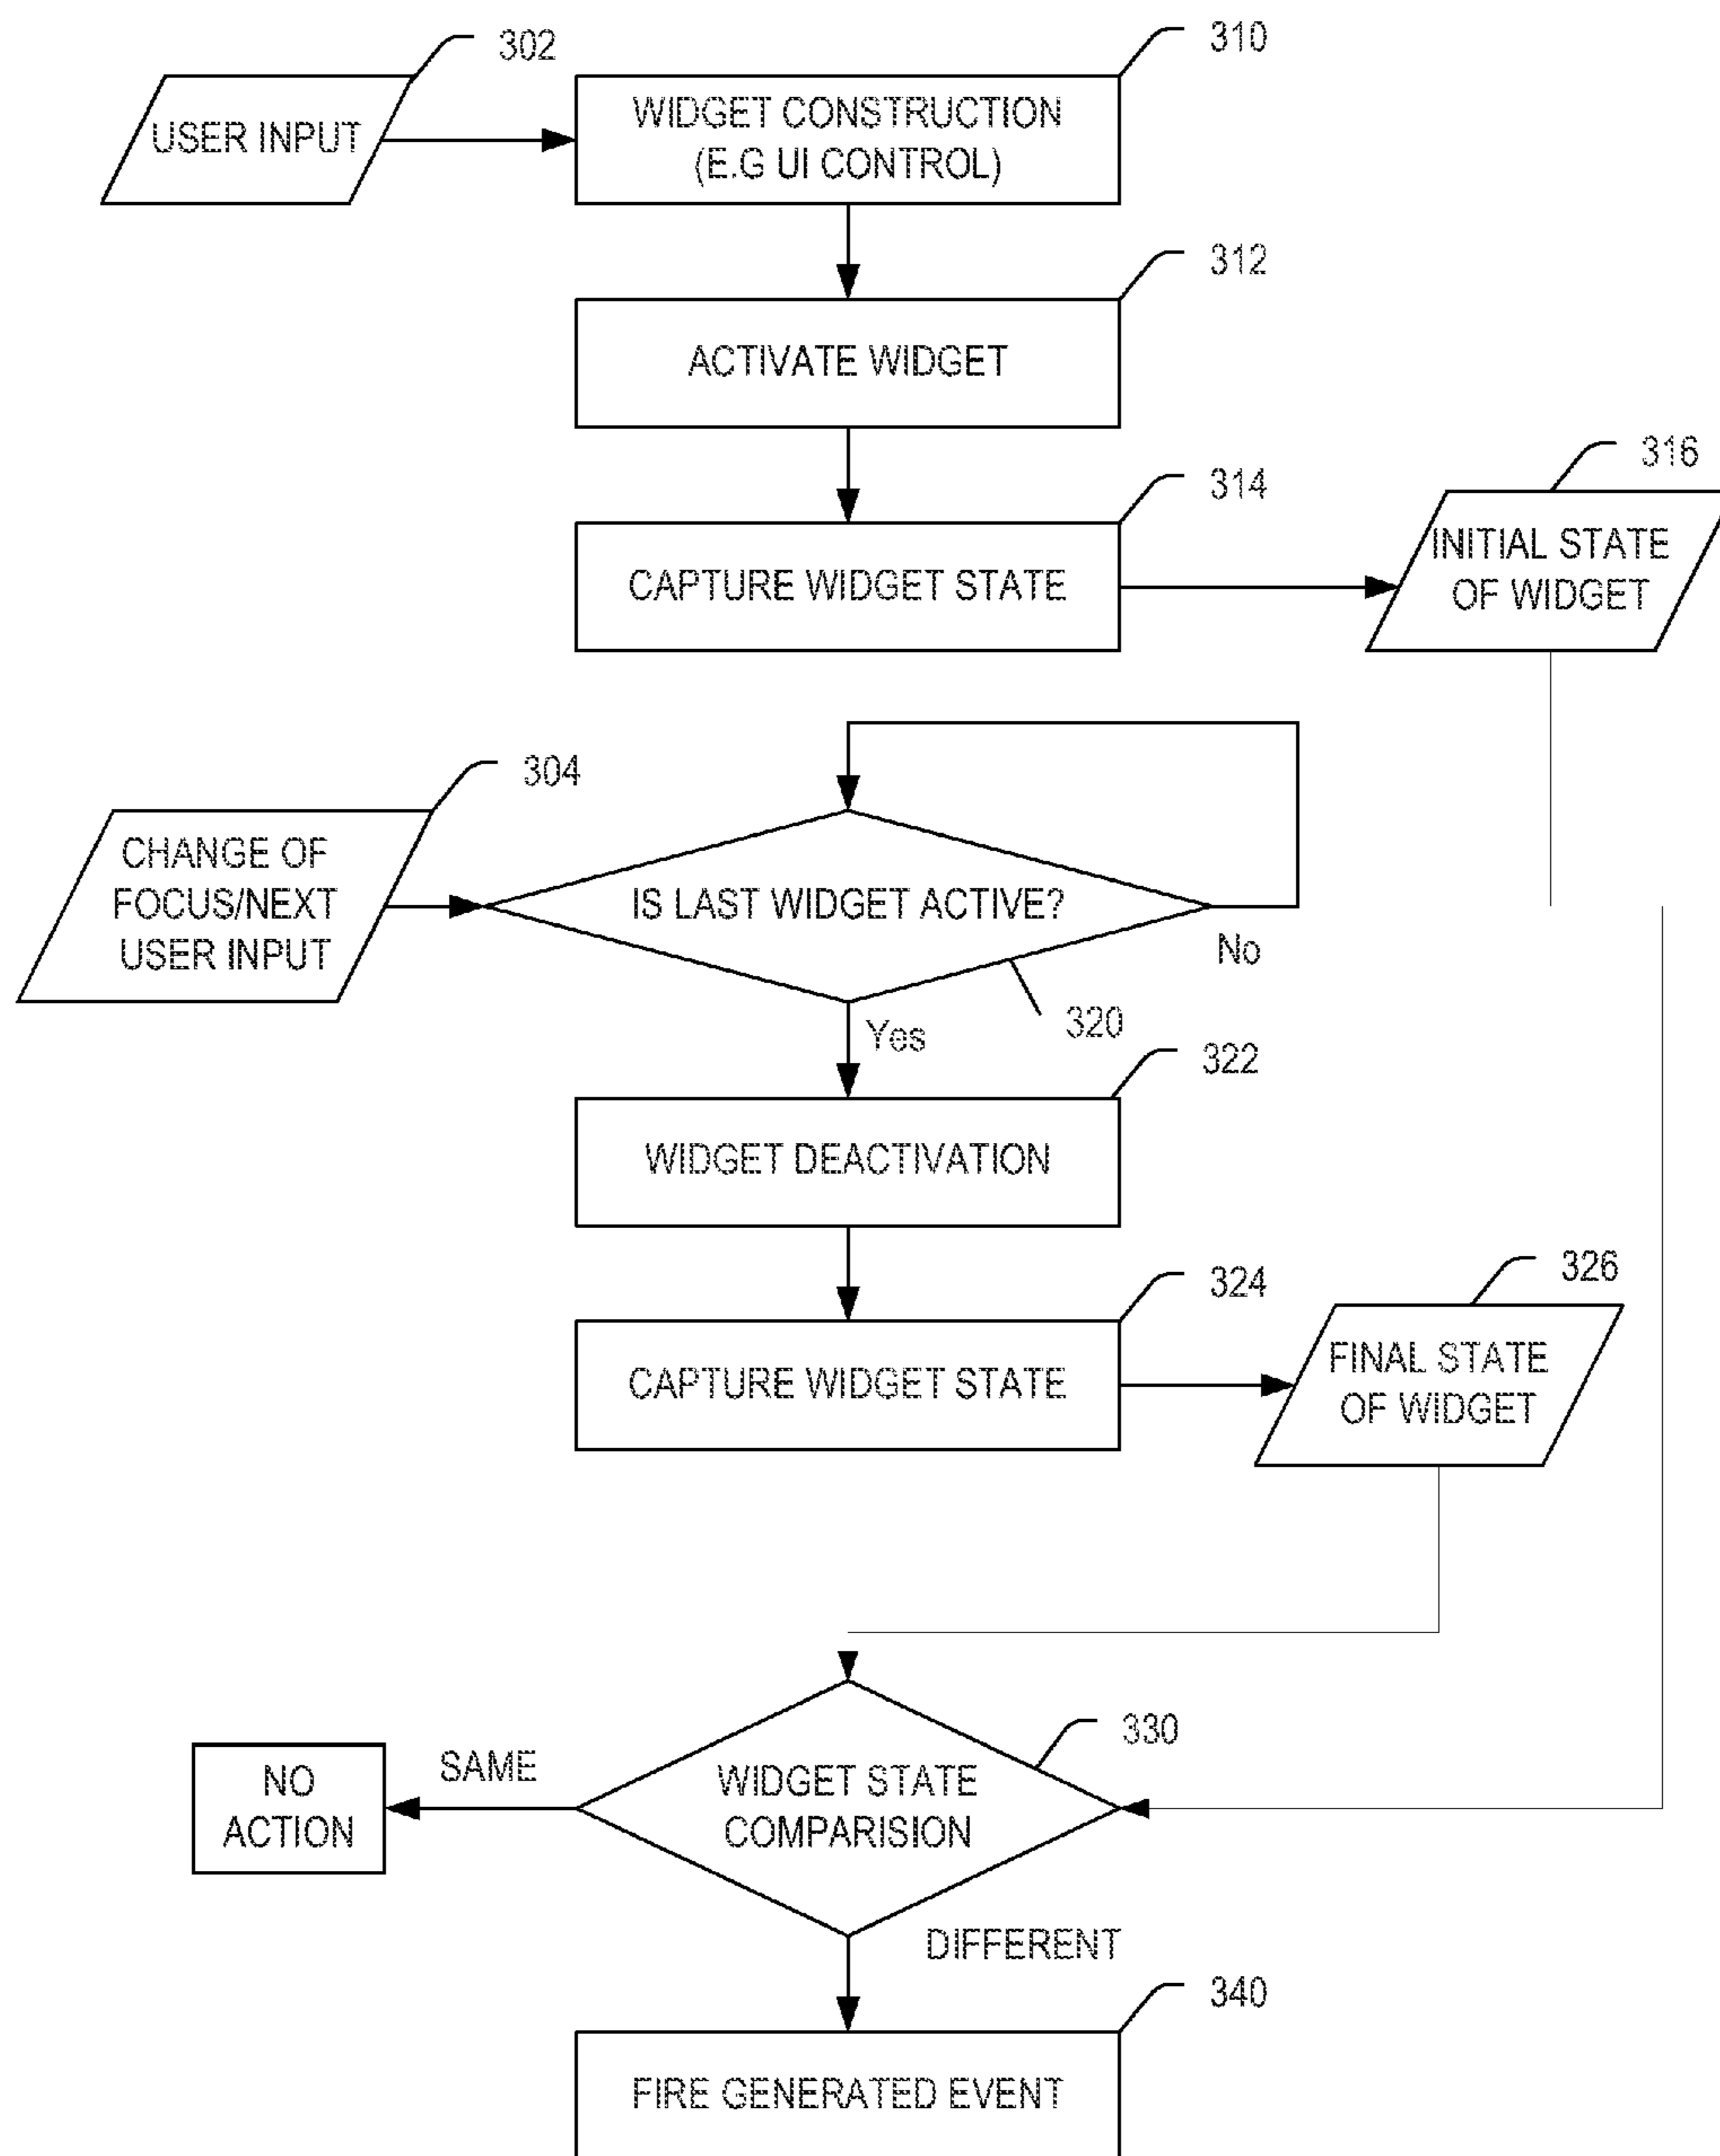 302
310
USER INPUT
WIDGET CONSTRUCTION
(E.G UI CONTROL)
312
ACTIVATE WIDGET
314
316
CAPTURE WIDGET STATE
INITIAL STATE
OF WIDGET
304
CHANGE OF
FOCUS/NEXT
USER INPUT
IS LAST WIDGET ACTIVE?
No
320
Yes
322
WIDGET DEACTIVATION
324
326
CAPTURE WIDGET STATE
FINAL STATE
OF WIDGET
330
SAME
NO
ACTION
WIDGET STATE
COMPARISION
DIFFERENT
340
FIRE GENERATED EVENT